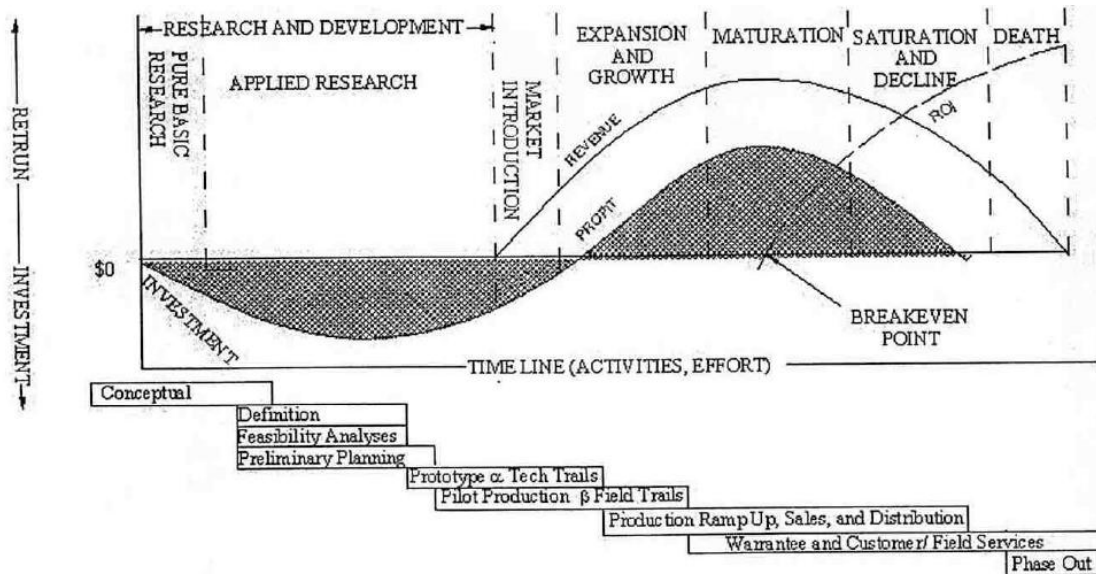 RESEARCH AND DEVELOPMENT
PURE BASIC
RESEARCH
APPLIED RESEARCH
MARKET
INTRODUCTION
EXPANSION
AND
GROWTH
MATURATION
SATURATION
AND
DECLINE
DEATH
RETRUN
INVESTMENT
$0
INVESTMENT
REVENUE
PROFIT
ROI
BREAKEVEN
POINT
TIME LINE (ACTIVITIES, EFFORT)
Conceptual
Definition
Feasibility Analyses
Preliminary Planning
Prototype α Tech Trails
Pilot Production β Field Trails
Production Ramp Up, Sales, and Distribution
Warrantee and Customer/ Field Services
Phase Out